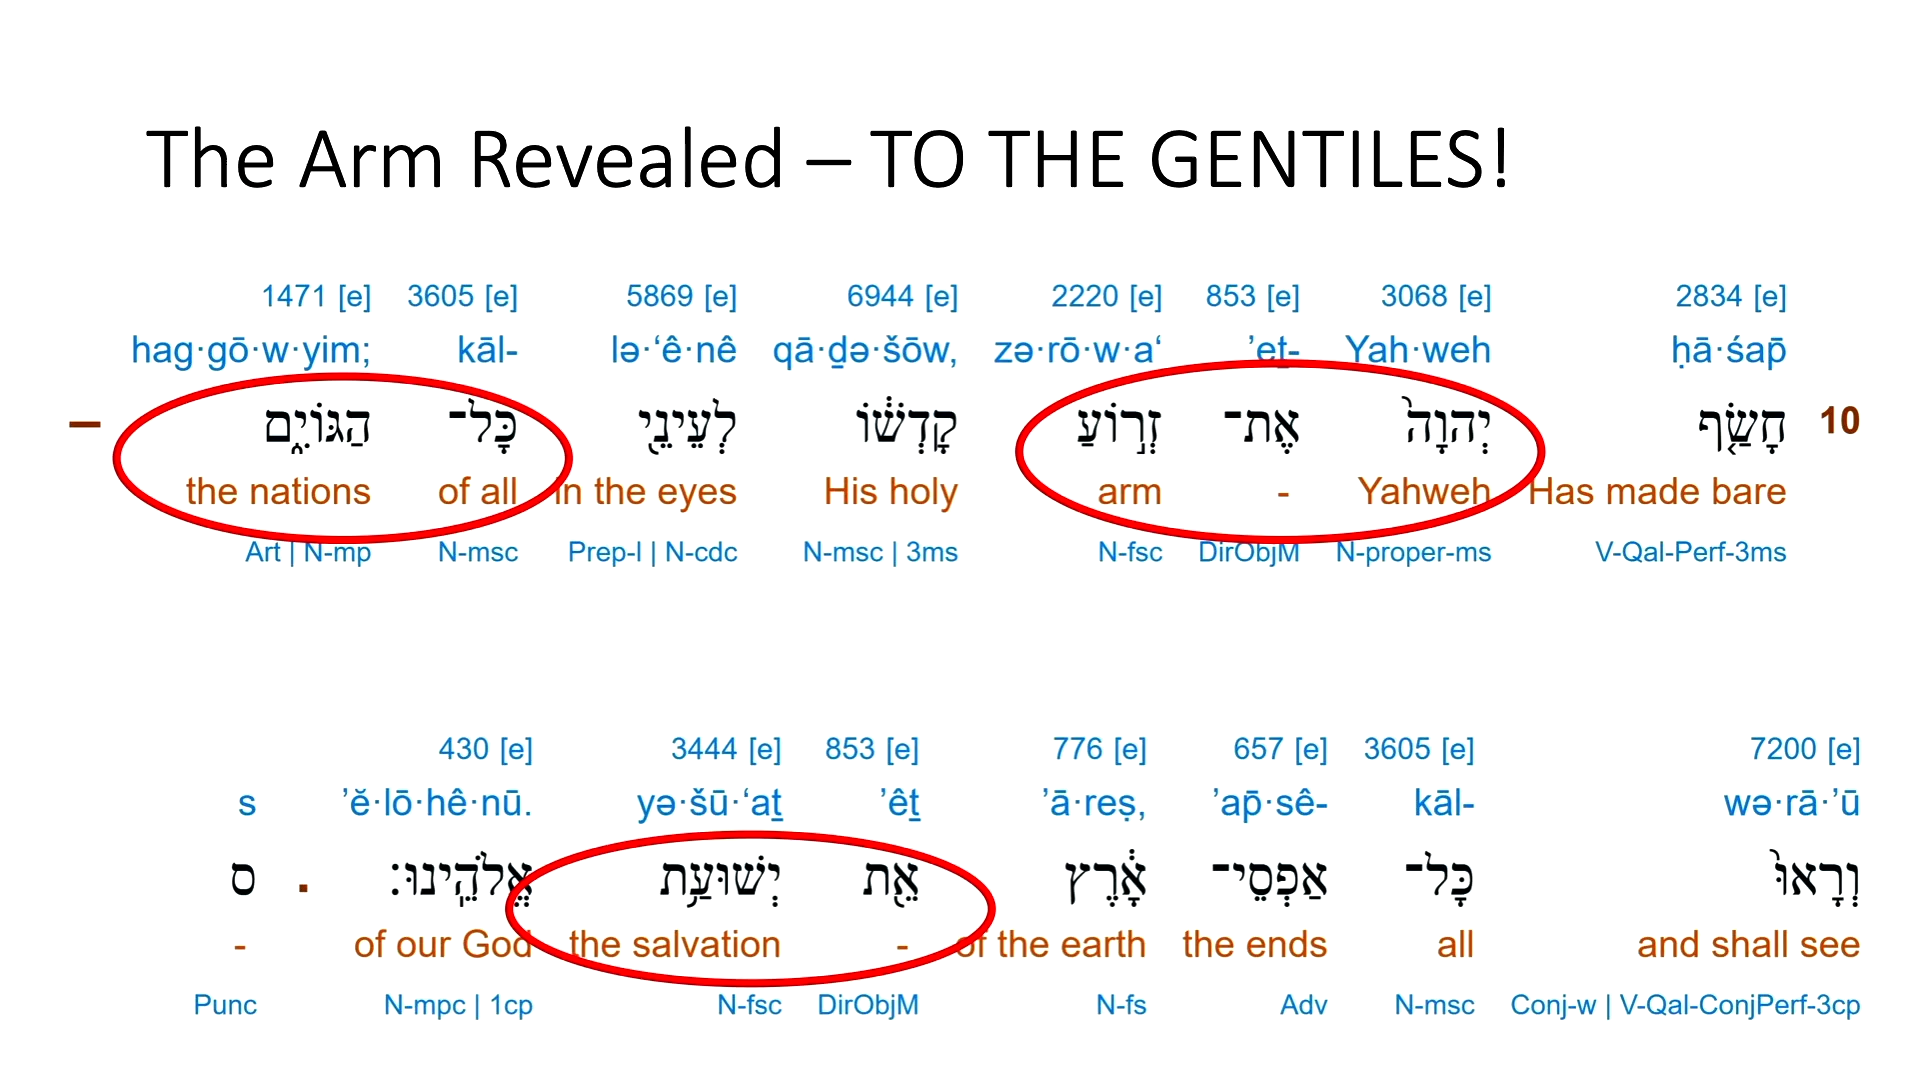 The Arm Revealed – TO THE GENTILES!
1471 [e] 3605 [e] 5869 [e] 6944 [e] 2220 [e] 853 [e] 3068 [e] 2834 [e]
hag·gō·w·yim; kāl- lə·‘ê·nê qā·ḏə·šōw, zə·rō·w·a‘ ’eṯ- Yah·weh ḥā·śap̄
10 חָשַׂ֤ף יְהוָה֙ אֶת־ זְר֣וֹעַ קָדְשׁ֔וֹ לְעֵינֵ֖י כָּל־ הַגּוֹיִ֑ם –
the nations of all in the eyes His holy arm - Yahweh Has made bare
Art | N-mp N-msc Prep-l | N-cdc N-msc | 3ms N-fsc DirObjM N-proper-ms V-Qal-Perf-3ms
430 [e] 3444 [e] 853 [e] 776 [e] 657 [e] 3605 [e] 7200 [e]
s ’ĕ·lō·hê·nū. yə·šū·‘aṯ ’êṯ ’ā·reṣ, ’ap̄·sê- kāl- wə·rā·’ū
וְרָאוּ֙ כָּל־ אַפְסֵי־ אָ֔רֶץ אֵ֖ת יְשׁוּעַ֥ת אֱלֹהֵֽינוּ׃ . ס
- of our God the salvation - of the earth the ends all and shall see
Punc N-mpc | 1cp N-fsc DirObjM N-fs Adv N-msc Conj-w | V-Qal-ConjPerf-3cp